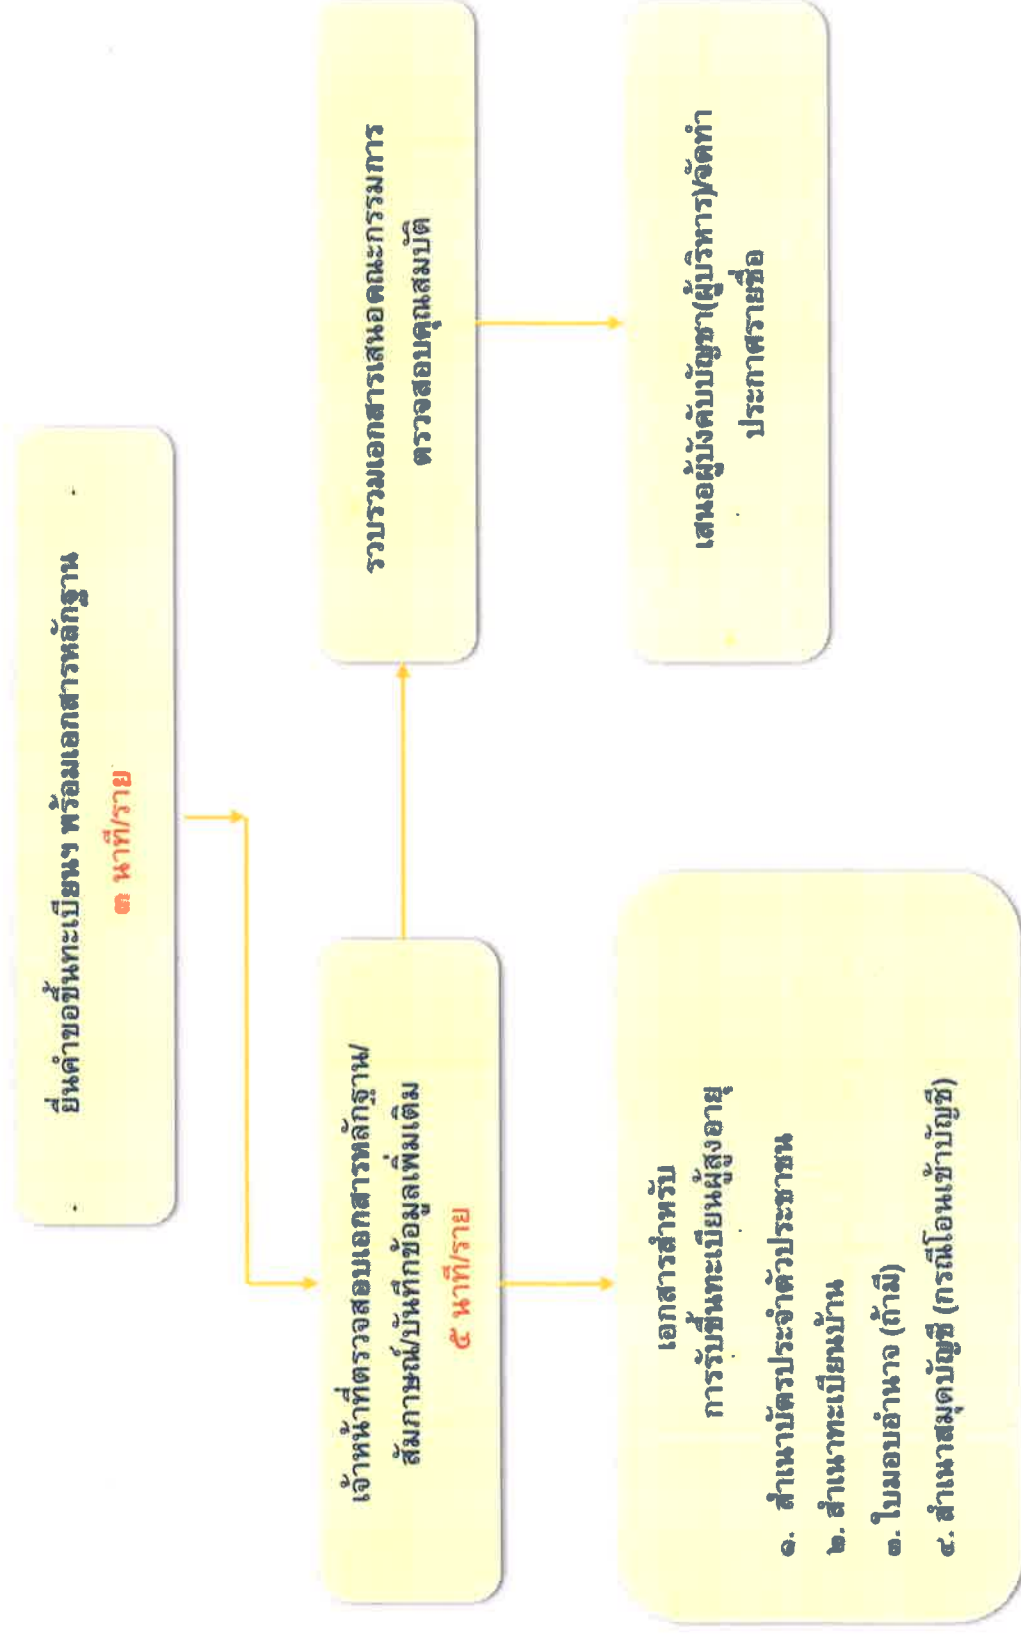 ยื่นคำขอขึ้นทะเบียนฯ พร้อมเอกสารหลักฐาน
๓ นาที/ราย
เจ้าหน้าที่ตรวจสอบเอกสารหลักฐาน/
สัมภาษณ์/บันทึกข้อมูลเพิ่มเติม
๕ นาที/ราย
รวบรวมเอกสารเสนอคณะกรรมการ
ตรวจสอบคุณสมบัติ
เอกสารสำหรับ
การรับขึ้นทะเบียนผู้สูงอายุ
๑. สำเนาบัตรประจำตัวประชาชน
๒. สำเนาทะเบียนบ้าน
๓. ใบมอบอำนาจ (ถ้ามี)
๔. สำเนาสมุดบัญชี (กรณีโอนเข้าบัญชี)
เสนอผู้บังคับบัญชา(ผู้บริหาร)/จัดทำ
ประกาศรายชื่อ